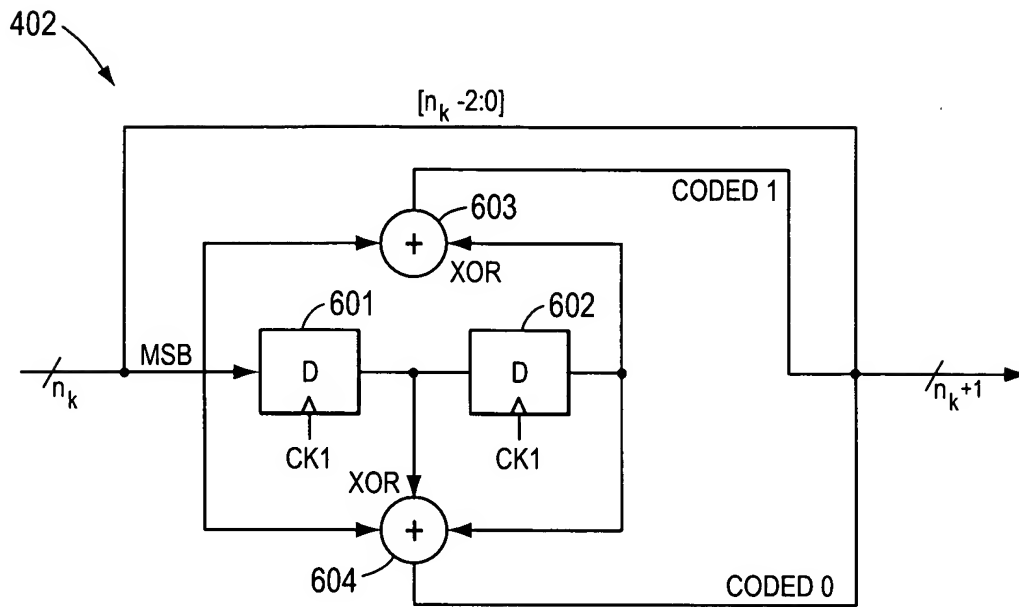 402
[n_k -2:0]
CODED 1
603
+
XOR
601
602
MSB
D
D
n_k
n_k+1
CK1
CK1
XOR
+
604
CODED 0